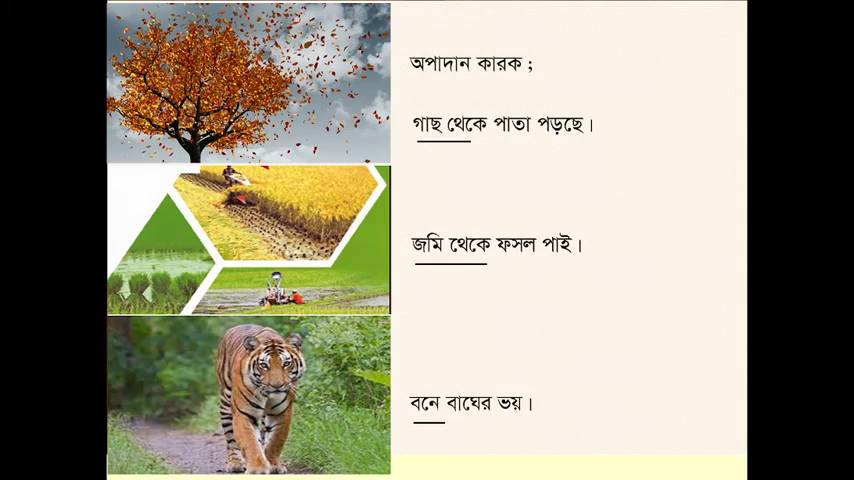 অপাদান কারক ;
গাছ থেকে পাতা পড়ছে।
জমি থেকে ফসল পাই।
বনে বাঘের ভয়।